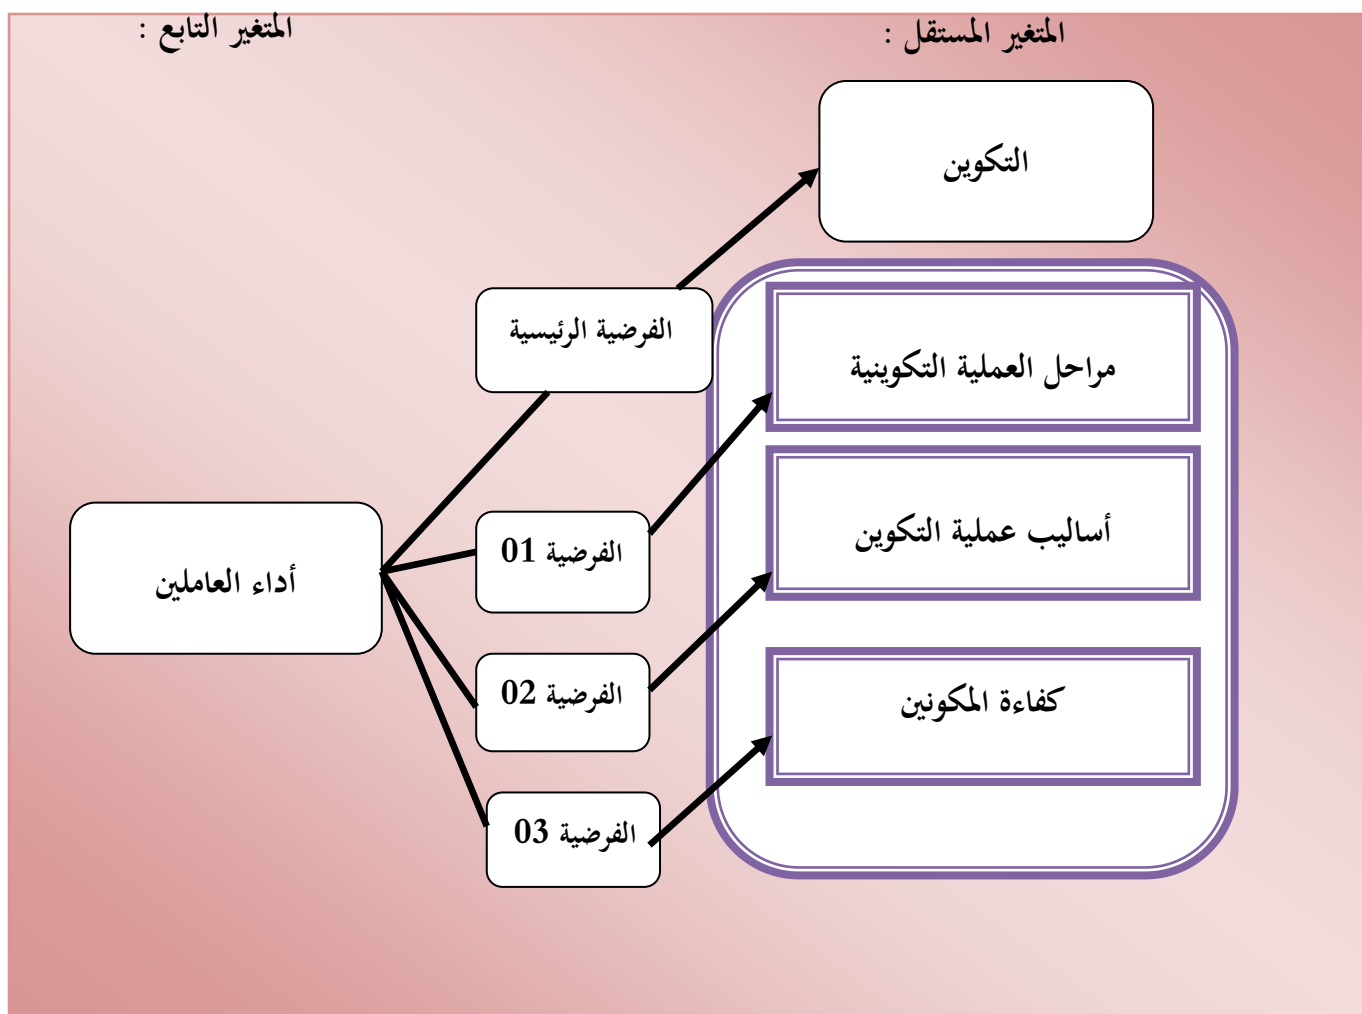 المتغير المستقل :
المتغير التابع :
التكوين
الفرضية الرئيسية
مراحل العملية التكوينية
أساليب عملية التكوين
الفرضية 01
أداء العاملين
الفرضية 02
كفاءة المكونين
الفرضية 03